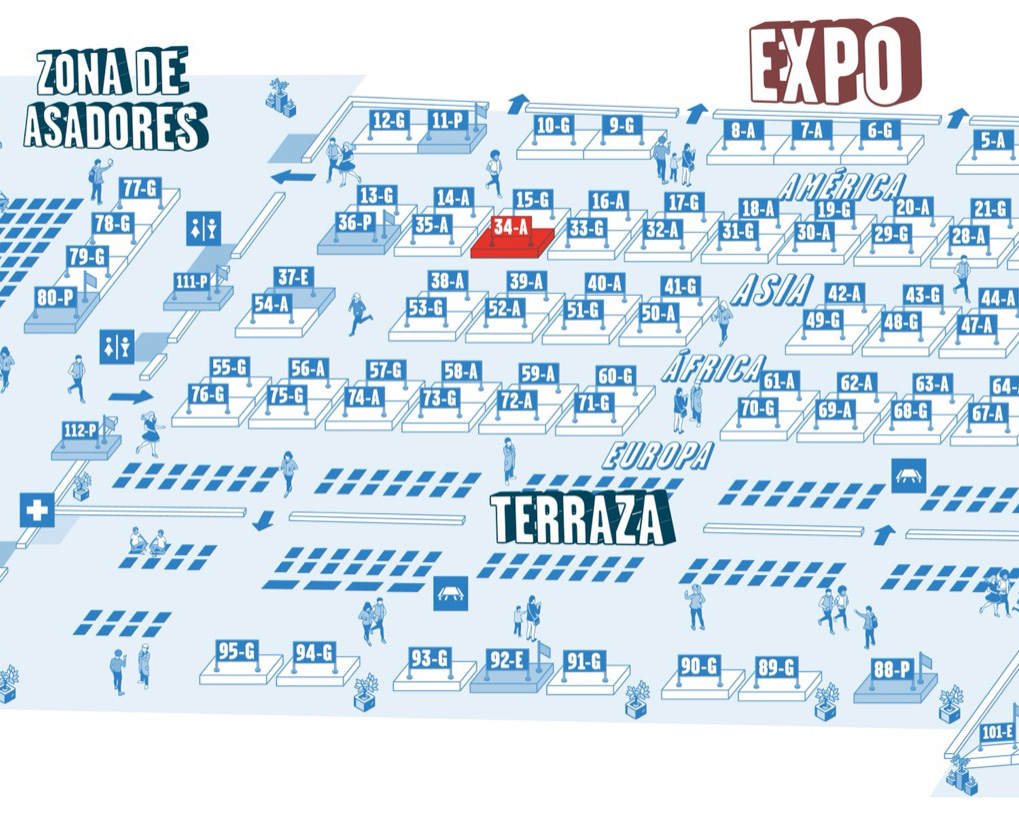 ZONA DE
ASADORES
EXPO
12-G 11-P 10-G 9-G 8-A 7-A 6-G 5-A
AMÉRICA
77-G 13-G 14-A 15-G 16-A 17-G 18-A 19-G 20-A 21-G
78-G 36-P 35-A 34-A 33-G 32-A 31-G 30-A 29-G 28-A
79-G
80-P 111-P 37-E 38-A 39-A 40-A 41-G
ASIA
42-A 43-G 44-A
54-A 53-G 52-A 51-G 50-A 49-G 48-G 47-A
ÁFRICA
55-G 56-A 57-G 58-A 59-A 60-G 61-A 62-A 63-A 64-
76-G 75-G 74-A 73-G 72-A 71-G 70-G 69-A 68-G 67-A
112-P
EUROPA
TERRAZA
95-G 94-G 93-G 92-E 91-G 90-G 89-G 88-P
101-E